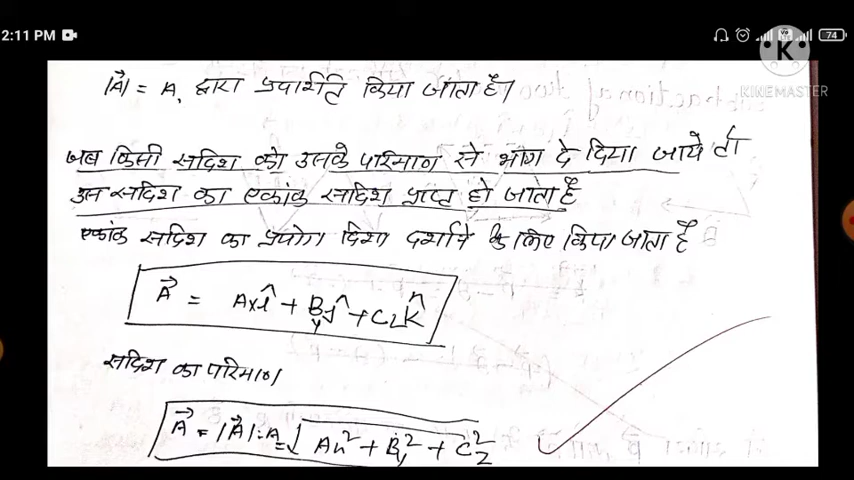 2:11 PM
74
K
KINEMASTER
|A⃗| = A, द्वारा प्रदर्शित किया जाता है।
जब किसी सदिश को उसके परिमाण से भाग दे दिया जाये तो
उस सदिश का एकांक सदिश प्राप्त हो जाता है
एकांक सदिश का प्रयोग दिशा दर्शाने के लिए किया जाता है
A⃗ = Axî + Byĵ + Czk̂
सदिश का परिमाण
A⃗ = |A⃗| = A = √Ax² + By² + Cz²